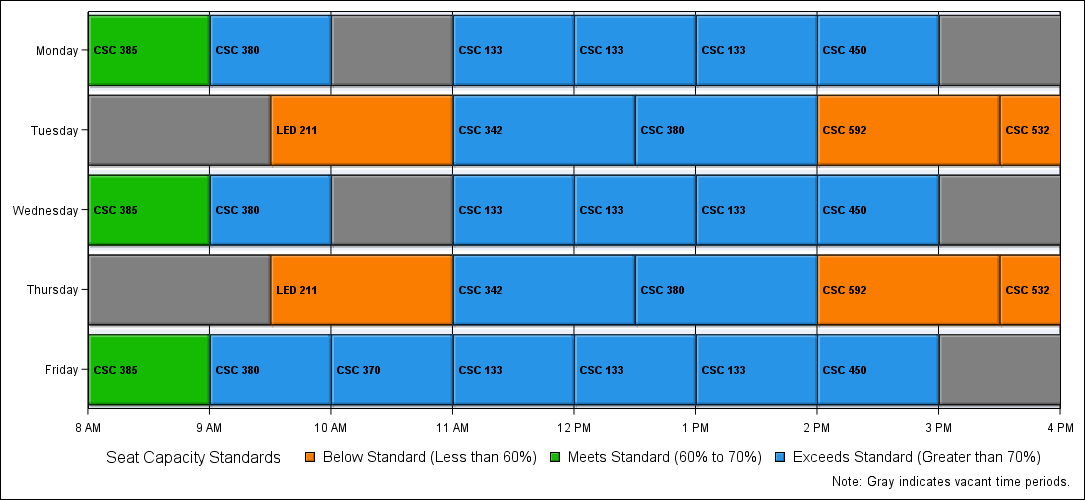 Monday CSC 385 CSC 380 CSC 133 CSC 133 CSC 133 CSC 450
Tuesday LED 211 CSC 342 CSC 380 CSC 592 CSC 532
Wednesday CSC 385 CSC 380 CSC 133 CSC 133 CSC 133 CSC 450
Thursday LED 211 CSC 342 CSC 380 CSC 592 CSC 532
Friday CSC 385 CSC 380 CSC 370 CSC 133 CSC 133 CSC 133 CSC 450
8 AM 9 AM 10 AM 11 AM 12 PM 1 PM 2 PM 3 PM 4 PM
Seat Capacity Standards Below Standard (Less than 60%) Meets Standard (60% to 70%) Exceeds Standard (Greater than 70%)
Note: Gray indicates vacant time periods.